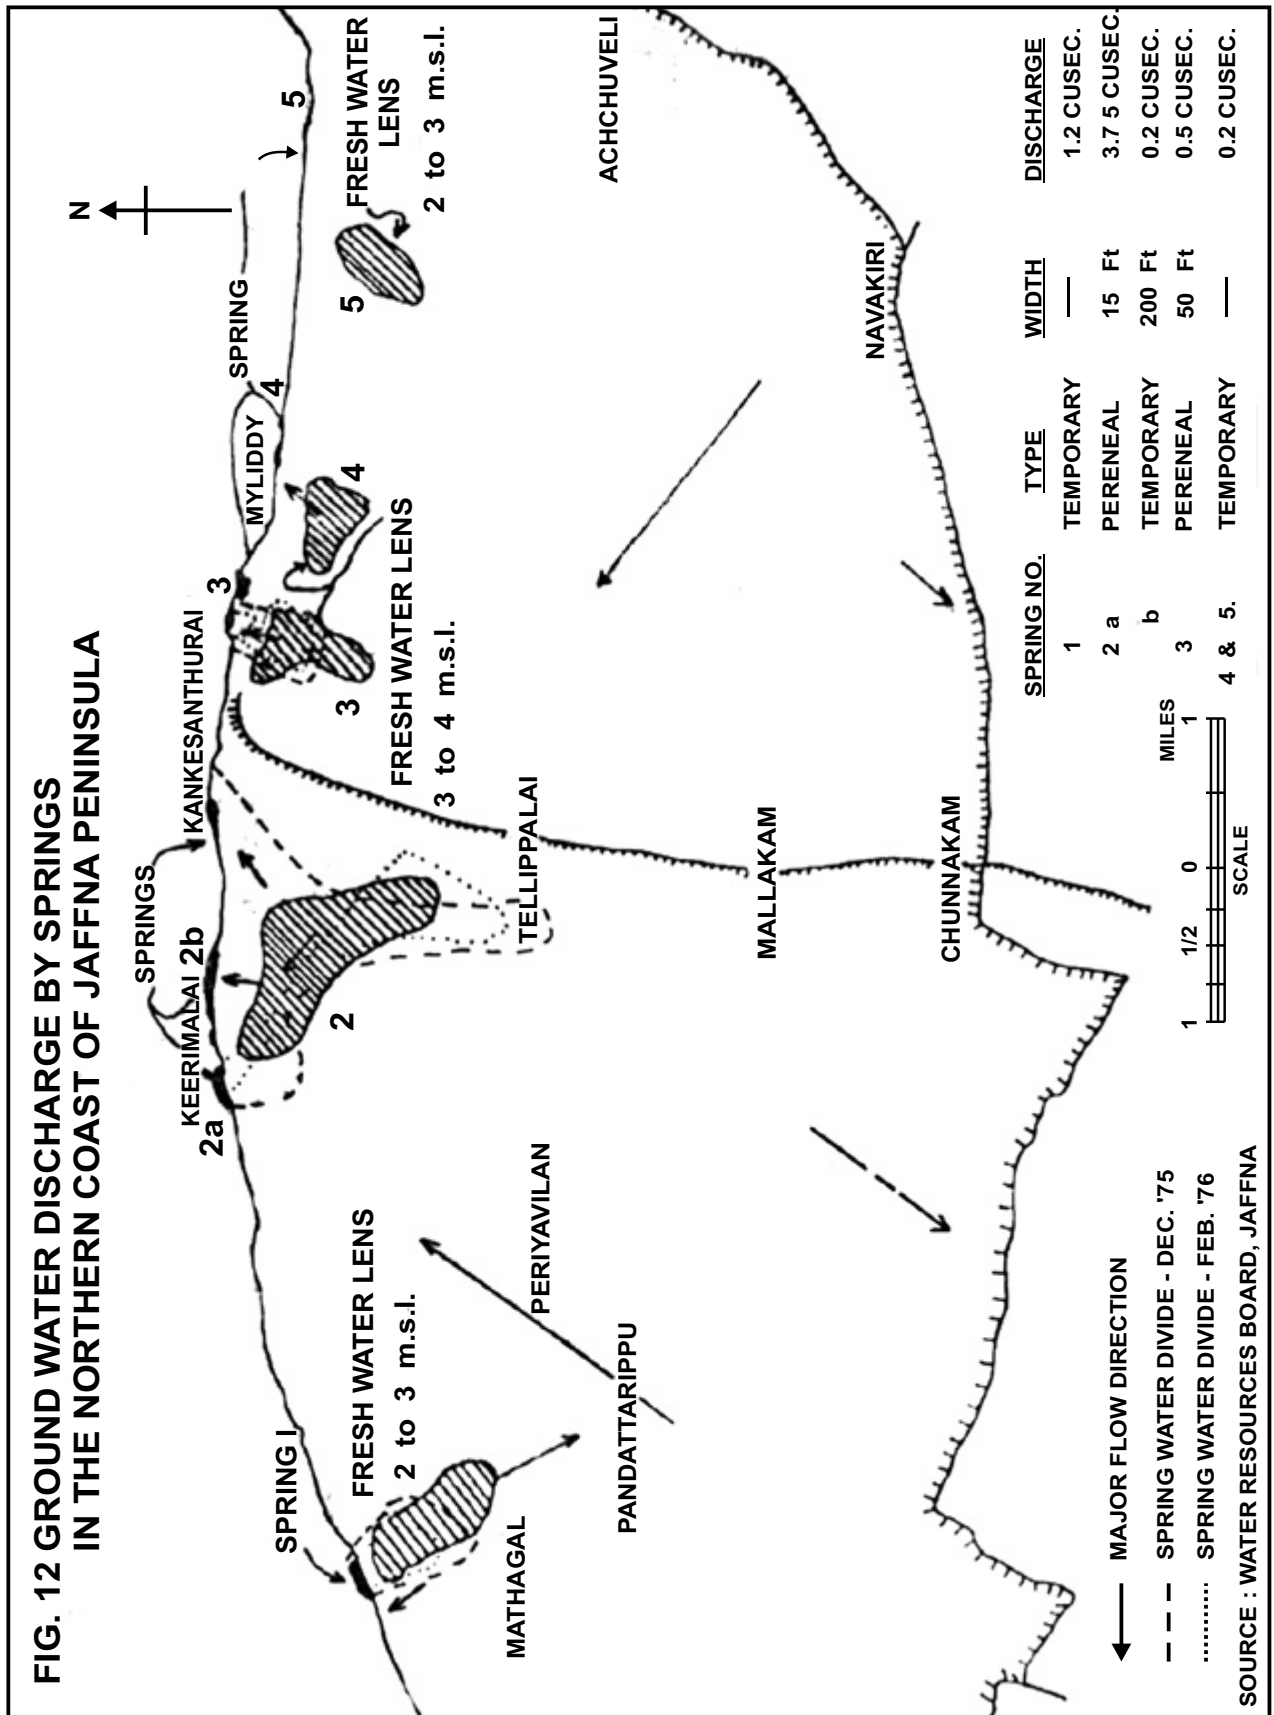 FIG. 12 GROUND WATER DISCHARGE BY SPRINGS
IN THE NORTHERN COAST OF JAFFNA PENINSULA
N
SPRINGS
SPRING I
KEERIMALAI
KANKESANTHURAI
MYLIDDY
SPRING
2a
2b
3
4
5
FRESH WATER LENS
2 to 3 m.s.l.
2
3
4
5
FRESH WATER LENS
3 to 4 m.s.l.
FRESH WATER
LENS
2 to 3 m.s.l.
MATHAGAL
PANDATTARIPPU
PERIYAVILAN
TELLIPPALAI
MALLAKAM
CHUNNAKAM
NAVAKIRI
ACHCHUVELI
MAJOR FLOW DIRECTION
SPRING WATER DIVIDE - DEC. '75
SPRING WATER DIVIDE - FEB. '76
SOURCE : WATER RESOURCES BOARD, JAFFNA
MILES
1 1/2 0 1
SCALE
SPRING NO. TYPE WIDTH DISCHARGE
1 TEMPORARY — 1.2 CUSEC.
2 a PERENEAL 15 Ft 3.7 5 CUSEC.
b TEMPORARY 200 Ft 0.2 CUSEC.
3 PERENEAL 50 Ft 0.5 CUSEC.
4 & 5. TEMPORARY — 0.2 CUSEC.